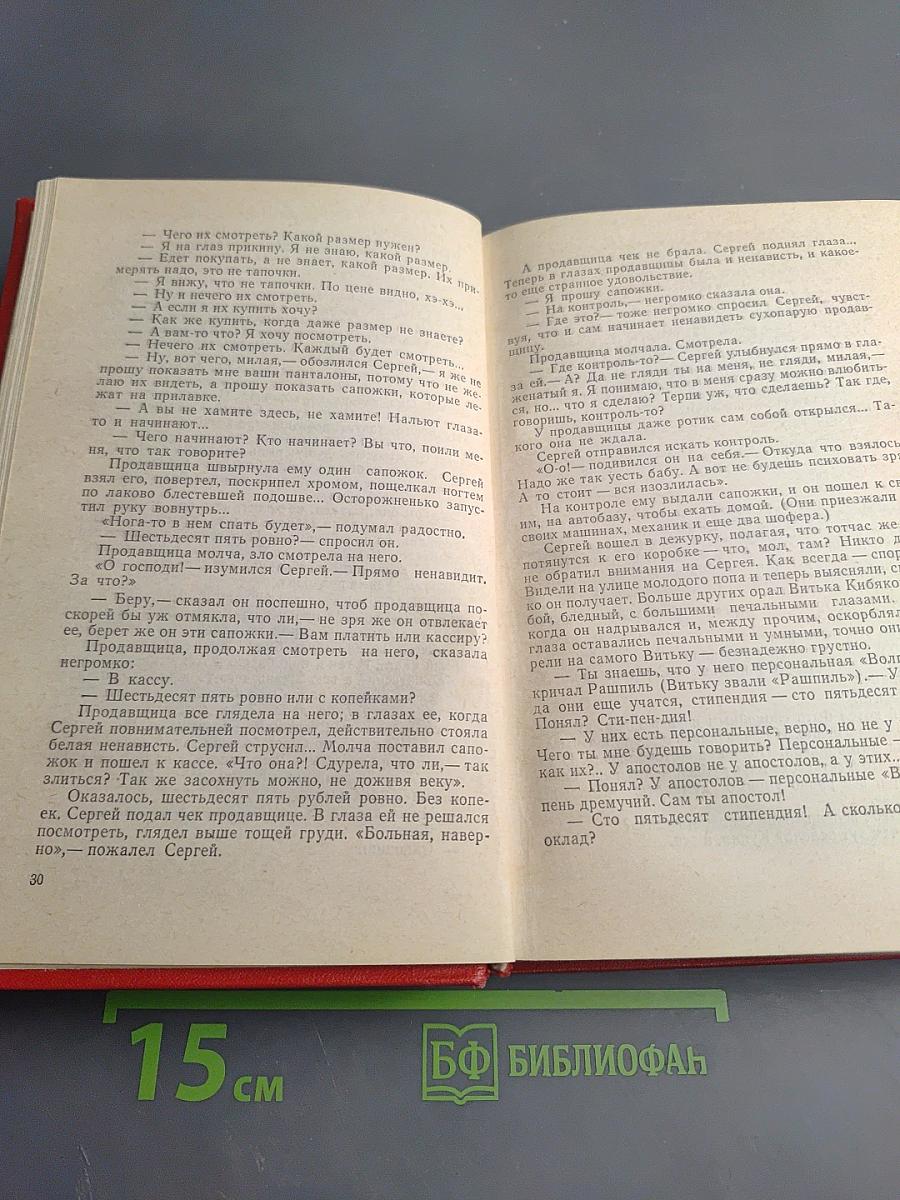 — Чего их смотреть? Какой размер нужен?
— Я на глаз прикину. Я не знаю, какой размер.
— Едет покупать, а не знает, какой размер. Их при-
мерять надо, это не тапочки.
— Я вижу, что не тапочки. По цене видно, хэ-хэ...
— Ну и нечего их смотреть.
— А если я их купить хочу?
— Как же купить, когда даже размер не знаете?
— А вам-то что? Я хочу посмотреть.
— Нечего их смотреть. Каждый будет смотреть...
— Ну, вот чего, милая,— обозлился Сергей,— я же не
прошу показать мне ваши панталоны, потому что не же-
лаю их видеть, а прошу показать сапожки, которые ле-
жат на прилавке.
— А вы не хамите здесь, не хамите! Нальют глаза-
то и начинают...
— Чего начинают? Кто начинает? Вы что, поили ме-
ня, что так говорите?
Продавщица швырнула ему один сапожок. Сергей
взял его, повертел, поскрипел хромом, пощелкал ногтем
по лаково блестевшей подошве... Осторожненько запус-
тил руку вовнутрь...
«Нога-то в нем спать будет»,— подумал радостно.
— Шестьдесят пять ровно?— спросил он.
Продавщица молча, зло смотрела на него.
«О господи!— изумился Сергей.— Прямо ненавидит.
За что?»
— Беру,— сказал он поспешно, чтоб продавщица по-
скорей бы уж отмякла, что ли,— не зря же он отвлекает
ее, берет же он эти сапожки.— Вам платить или кассиру?
Продавщица, продолжая смотреть на него, сказала
негромко:
— В кассу.
— Шестьдесят пять ровно или с копейками?
Продавщица все глядела на него; в глазах ее, когда
Сергей повнимательней посмотрел, действительно стояла
белая ненависть. Сергей струсил... Молча поставил сапо-
жок и пошел к кассе. «Что она?! Сдурела, что ли,— так
злиться? Так же засохнуть можно, не доживя веку».
Оказалось, шестьдесят пять рублей ровно. Без копе-
ек. Сергей подал чек продавщице. В глаза ей не решался
посмотреть, глядел выше тощей груди. «Больная, навер-
но»,— пожалел Сергей.
30
А продавщица чек не брала. Сергей поднял глаза...
Теперь в глазах продавщицы была и ненависть, и какое-
то еще странное удовольствие.
— Я прошу сапожки.
— На контроль,— негромко сказала она.
— Где это?— тоже негромко спросил Сергей, чувст-
вуя, что и сам начинает ненавидеть сухопарую продав-
щицу.
Продавщица молчала. Смотрела.
— Где контроль-то?— Сергей улыбнулся прямо в гла-
за ей.— А? Да не гляди ты на меня, не гляди, милая,—
женатый я. Я понимаю, что в меня сразу можно влюбить-
ся, но... что я сделаю? Терпи уж, что сделаешь? Так где,
говоришь, контроль-то?
У продавщицы даже ротик сам собой открылся... Та-
кого она не ждала.
Сергей отправился искать контроль.
«О-о!— подивился он на себя.— Откуда что взялось
Надо же так уесть бабу. А вот не будешь психовать зр
А то стоит — вся изозлилась».
На контроле ему выдали сапожки, и он пошел к св
им, на автобазу, чтобы ехать домой. (Они приезжали
своих машинах, механик и еще два шофера.)
Сергей вошел в дежурку, полагая, что тотчас же
потянутся к его коробке — что, мол, там? Никто д
не обратил внимания на Сергея. Как всегда — спор
Видели на улице молодого попа и теперь выясняли, с
ко он получает. Больше других орал Витька Кибяко
бой, бледный, с большими печальными глазами.
когда он надрывался и, между прочим, оскорблял
глаза оставались печальными и умными, точно они
рели на самого Витьку — безнадежно грустно.
— Ты знаешь, что у него персональная «Вол
кричал Рашпиль (Витьку звали «Рашпиль»).— У
да они еще учатся, стипендия — сто пятьдесят
Понял? Сти-пен-дия!
— У них есть персональные, верно, но не у
Чего ты мне будешь говорить? Персональные —
как их?.. У апостолов не у апостолов, а у этих..
— Понял? У апостолов — персональные «В
пень дремучий. Сам ты апостол!
— Сто пятьдесят стипендия! А сколько
оклад?
15 см
БФ БИБЛИОФАН